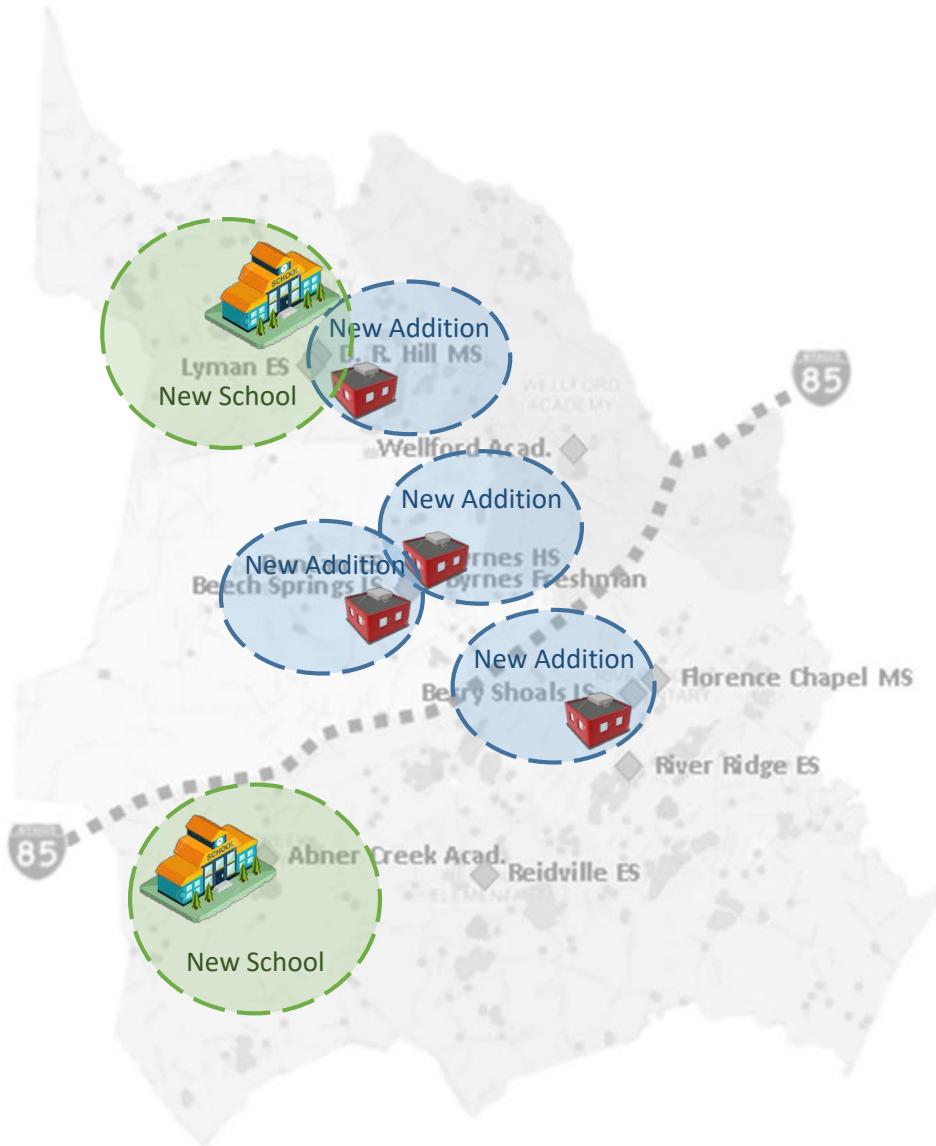 SCHOOL
New Addition
D. R. Hill MS
Lyman ES
New School
85
WELLFORD
ACADEMY
Wellford Acad.
New Addition
New Addition
Byrnes HS
Beech Springs IS
Byrnes Freshman
New Addition
Florence Chapel MS
Berry Shoals IS
River Ridge ES
SCHOOL
85
Abner Creek Acad.
Reidville ES
New School